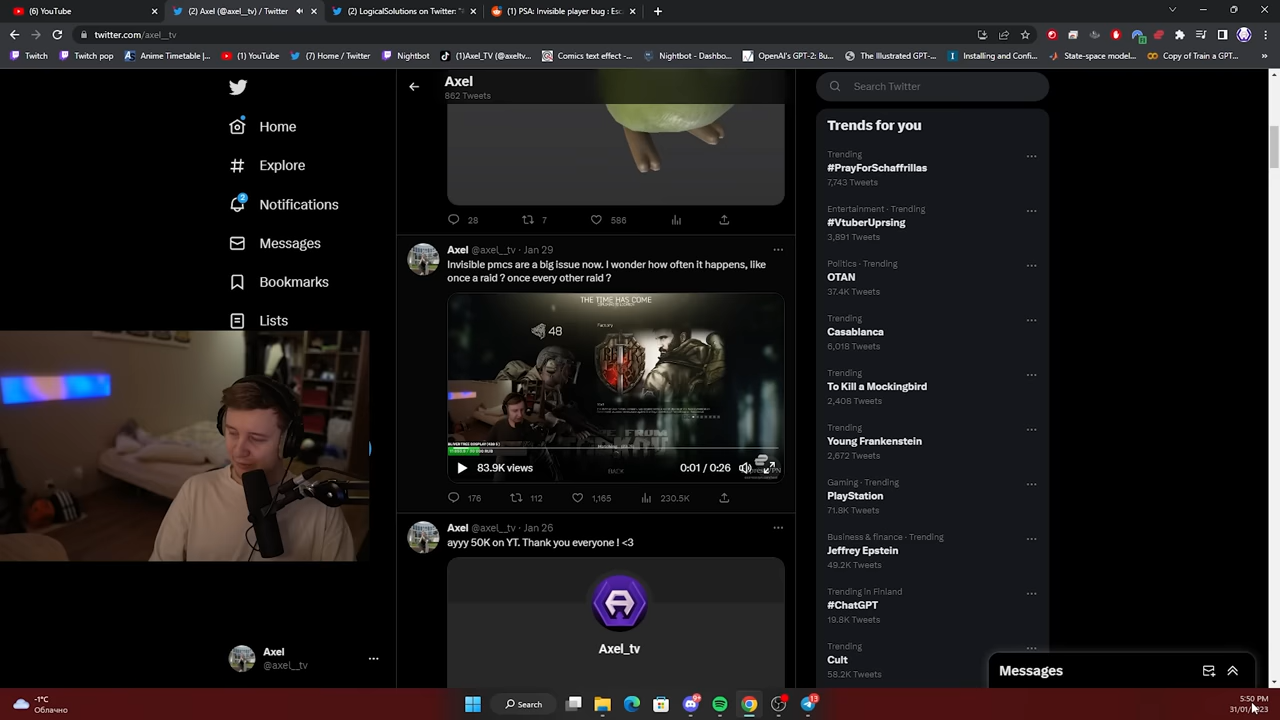 (6) YouTube
(2) Axel (@axel__tv) / Twitter
(2) LogicalSolutions on Twitter: "
(1) PSA: Invisible player bug : Esc
twitter.com/axel__tv
Twitch
Twitch pop
Anime Timetable |
(1) YouTube
(7) Home / Twitter
Nightbot
(1)Axel_TV (@axeltv...
Comics text effect -...
Nightbot - Dashbo...
OpenAI's GPT-2: Bu...
The Illustrated GPT-...
Installing and Confi...
State-space model...
Copy of Train a GPT...
Axel
862 Tweets
Search Twitter
Home
Explore
2
Notifications
Messages
Bookmarks
Lists
Axel
@axel__tv
28
7
586
Axel @axel__tv · Jan 29
Invisible pmcs are a big issue now. I wonder how often it happens, like
once a raid ? once every other raid ?
THE TIME HAS COME
Factory
48
83.9K views
0:01 / 0:26
BACK
176
112
1,165
230.5K
Axel @axel__tv · Jan 26
ayyy 50K on YT. Thank you everyone ! <3
Axel_tv
Trends for you
Trending
#PrayForSchaffrillas
7,743 Tweets
Entertainment · Trending
#VtuberUprsing
3,891 Tweets
Politics · Trending
OTAN
37.4K Tweets
Trending
Casablanca
6,018 Tweets
Trending
To Kill a Mockingbird
2,408 Tweets
Trending
Young Frankenstein
2,672 Tweets
Gaming · Trending
PlayStation
71.8K Tweets
Business & finance · Trending
Jeffrey Epstein
49.2K Tweets
Trending in Finland
#ChatGPT
19.8K Tweets
Trending
Cult
58.2K Tweets
Messages
-1°C
Облачно
Search
9+
13
5:50 PM
31/01/2023